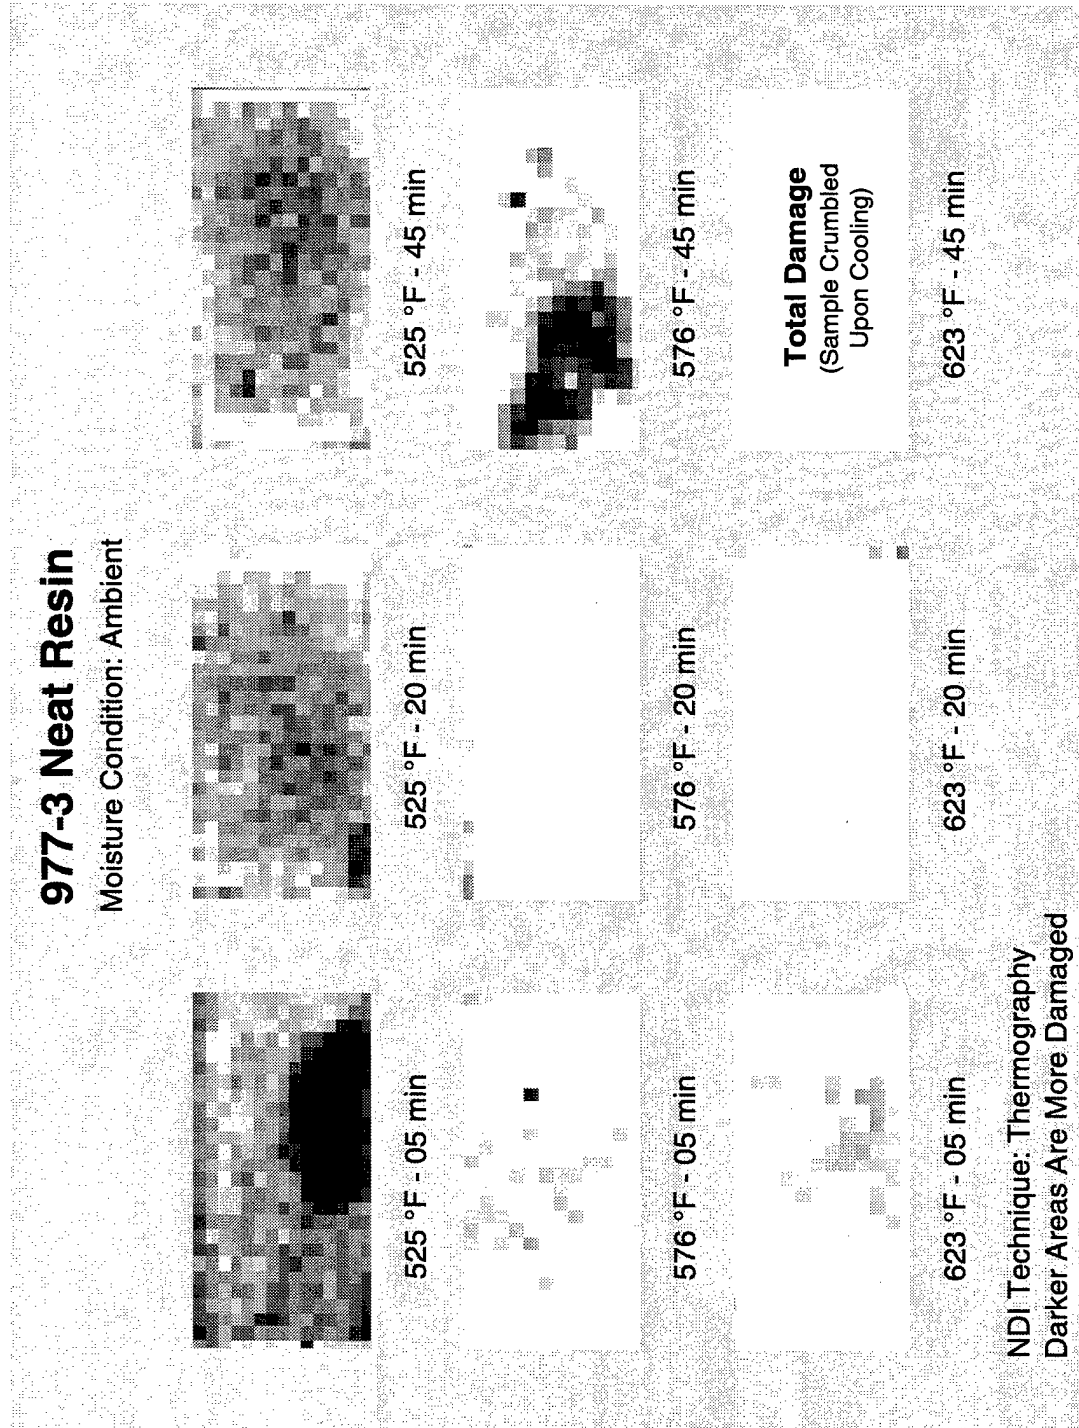 977-3 Neat Resin
Moisture Condition: Ambient
525 °F - 05 min
525 °F - 20 min
525 °F - 45 min
576 °F - 05 min
576 °F - 20 min
576 °F - 45 min
Total Damage
(Sample Crumbled
Upon Cooling)
623 °F - 05 min
623 °F - 20 min
623 °F - 45 min
NDI Technique: Thermography
Darker Areas Are More Damaged